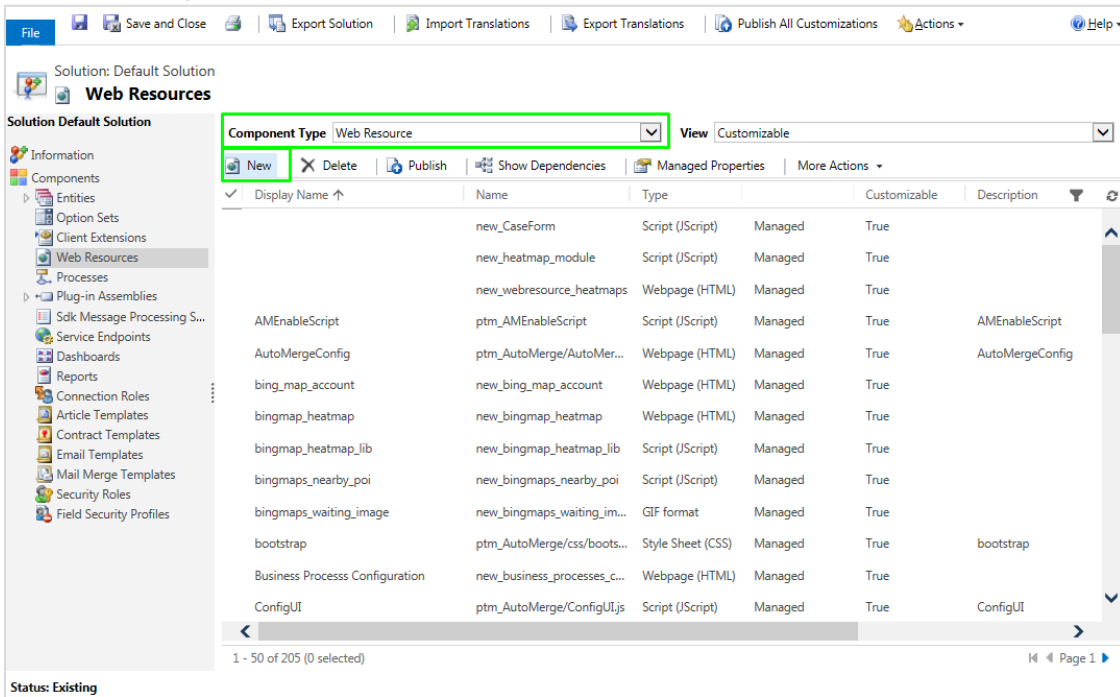 File Save and Close Export Solution Import Translations Export Translations Publish All Customizations Actions Help
Solution: Default Solution
Web Resources
Solution Default Solution
Information
Components
Entities
Option Sets
Client Extensions
Web Resources
Processes
Plug-in Assemblies
Sdk Message Processing S...
Service Endpoints
Dashboards
Reports
Connection Roles
Article Templates
Contract Templates
Email Templates
Mail Merge Templates
Security Roles
Field Security Profiles
Component Type Web Resource View Customizable
New Delete Publish Show Dependencies Managed Properties More Actions
Display Name Name Type Customizable Description
new_CaseForm Script (JScript) Managed True
new_heatmap_module Script (JScript) Managed True
new_webresource_heatmaps Webpage (HTML) Managed True
AMEnableScript ptm_AMEnableScript Script (JScript) Managed True AMEnableScript
AutoMergeConfig ptm_AutoMerge/AutoMer... Webpage (HTML) Managed True AutoMergeConfig
bing_map_account new_bing_map_account Webpage (HTML) Managed True
bingmap_heatmap new_bingmap_heatmap Webpage (HTML) Managed True
bingmap_heatmap_lib new_bingmap_heatmap_lib Script (JScript) Managed True
bingmaps_nearby_poi new_bingmaps_nearby_poi Script (JScript) Managed True
bingmaps_waiting_image new_bingmaps_waiting_im... GIF format Managed True
bootstrap ptm_AutoMerge/css/boots... Style Sheet (CSS) Managed True bootstrap
Business Processs Configuration new_business_processes_c... Webpage (HTML) Managed True
ConfigUI ptm_AutoMerge/ConfigUI.js Script (JScript) Managed True ConfigUI
1 - 50 of 205 (0 selected) Page 1
Status: Existing